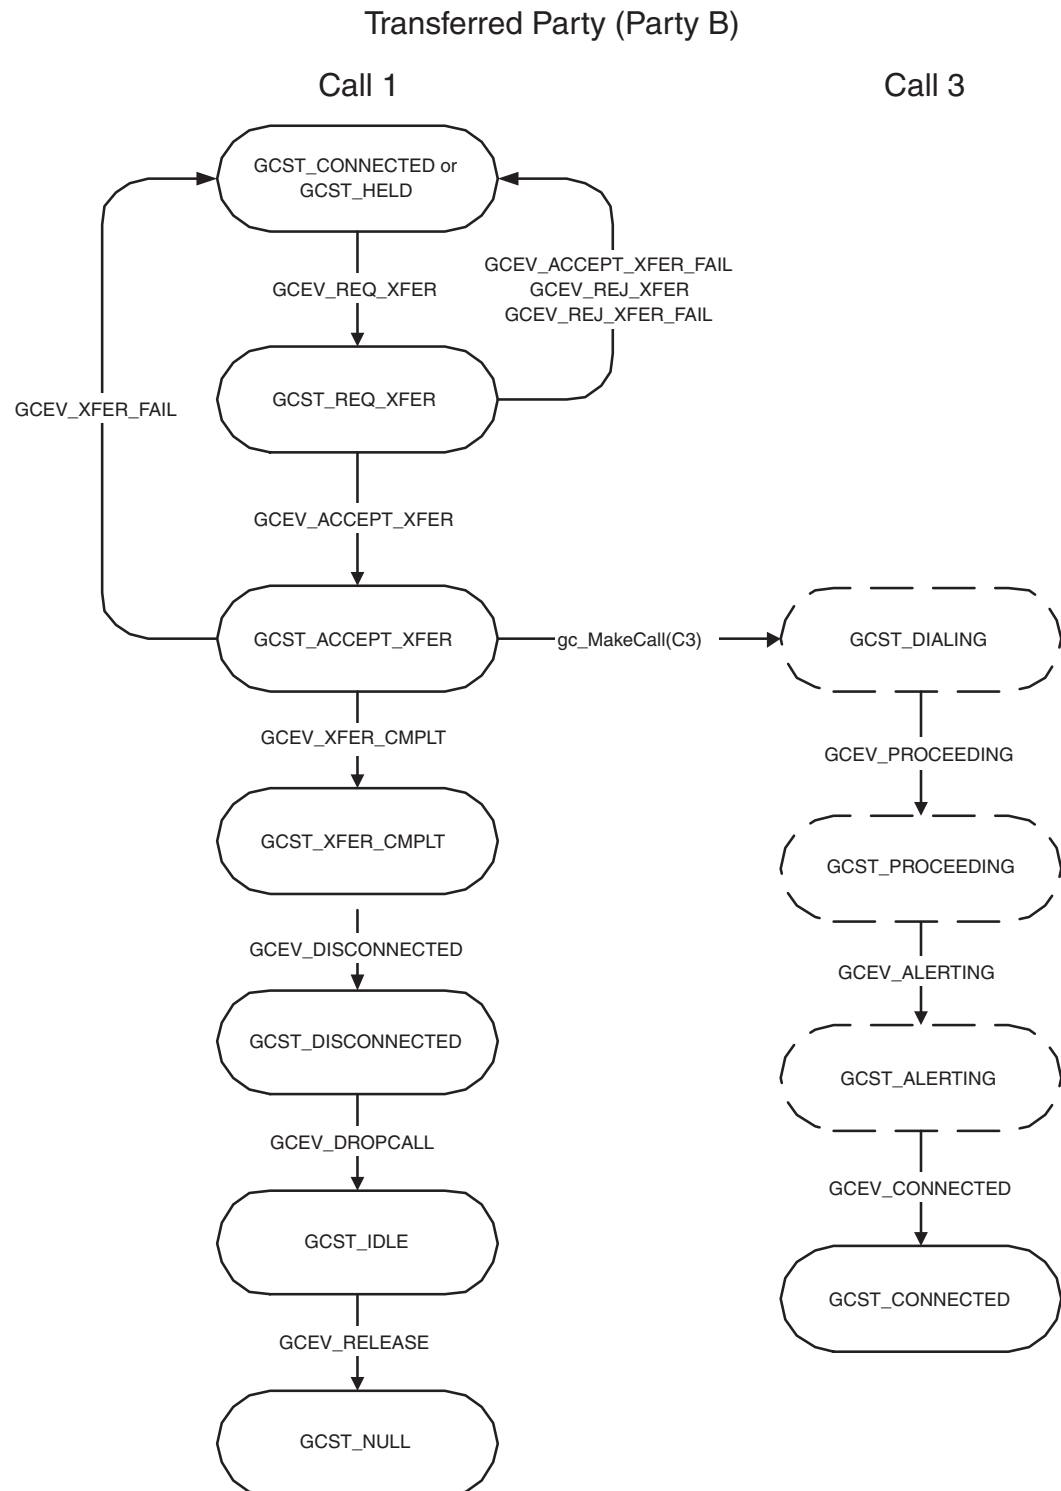 Transferred Party (Party B)
Call 1
Call 3
GCST_CONNECTED or
GCST_HELD
GCEV_ACCEPT_XFER_FAIL
GCEV_REJ_XFER
GCEV_REJ_XFER_FAIL
GCEV_REQ_XFER
GCST_REQ_XFER
GCEV_XFER_FAIL
GCEV_ACCEPT_XFER
GCST_ACCEPT_XFER
gc_MakeCall(C3)
GCST_DIALING
GCEV_XFER_CMPLT
GCEV_PROCEEDING
GCST_XFER_CMPLT
GCST_PROCEEDING
GCEV_DISCONNECTED
GCEV_ALERTING
GCST_DISCONNECTED
GCST_ALERTING
GCEV_DROPCALL
GCEV_CONNECTED
GCST_IDLE
GCST_CONNECTED
GCEV_RELEASE
GCST_NULL